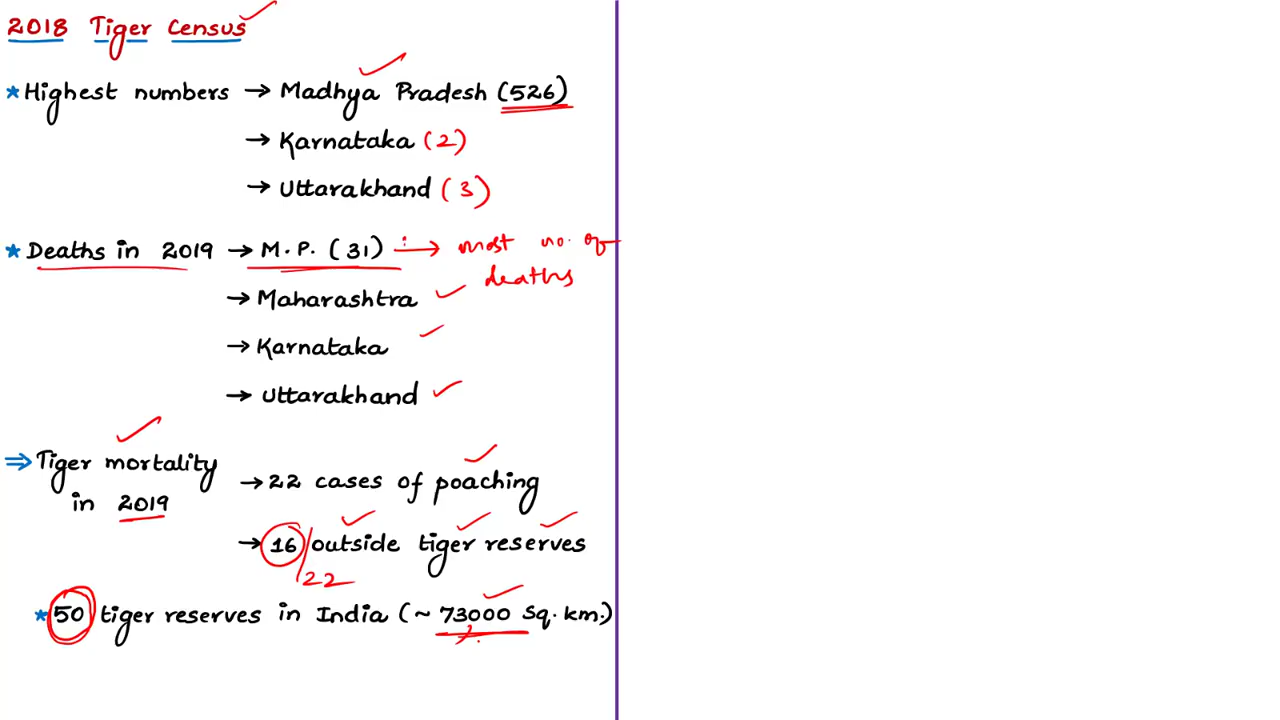 2018 Tiger Census
* Highest numbers → Madhya Pradesh (526)
→ Karnataka (2)
→ Uttarakhand (3)
* Deaths in 2019 → M.P. (31) → most no. of
deaths
→ Maharashtra
→ Karnataka
→ Uttarakhand
⇒ Tiger mortality
in 2019
→ 22 cases of poaching
→ 16/22 outside tiger reserves
* 50 tiger reserves in India (~ 73000 Sq. km.)